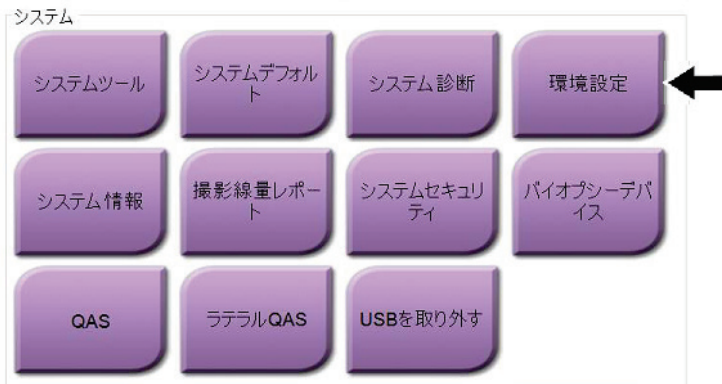 システム
システムツール
システムデフォル
ト
システム診断
環境設定
システム情報
撮影線量レポー
ト
システムセキュリ
ティ
バイオプシーデバ
イス
QAS
ラテラルQAS
USBを取り外す